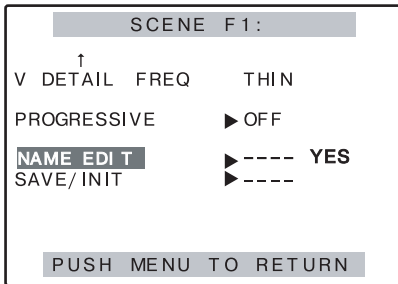 SCENE F1:
↑
V DETAIL FREQ THIN
PROGRESSIVE ▶OFF
NAME EDIT ▶---- YES
SAVE/INIT ▶----
PUSH MENU TO RETURN